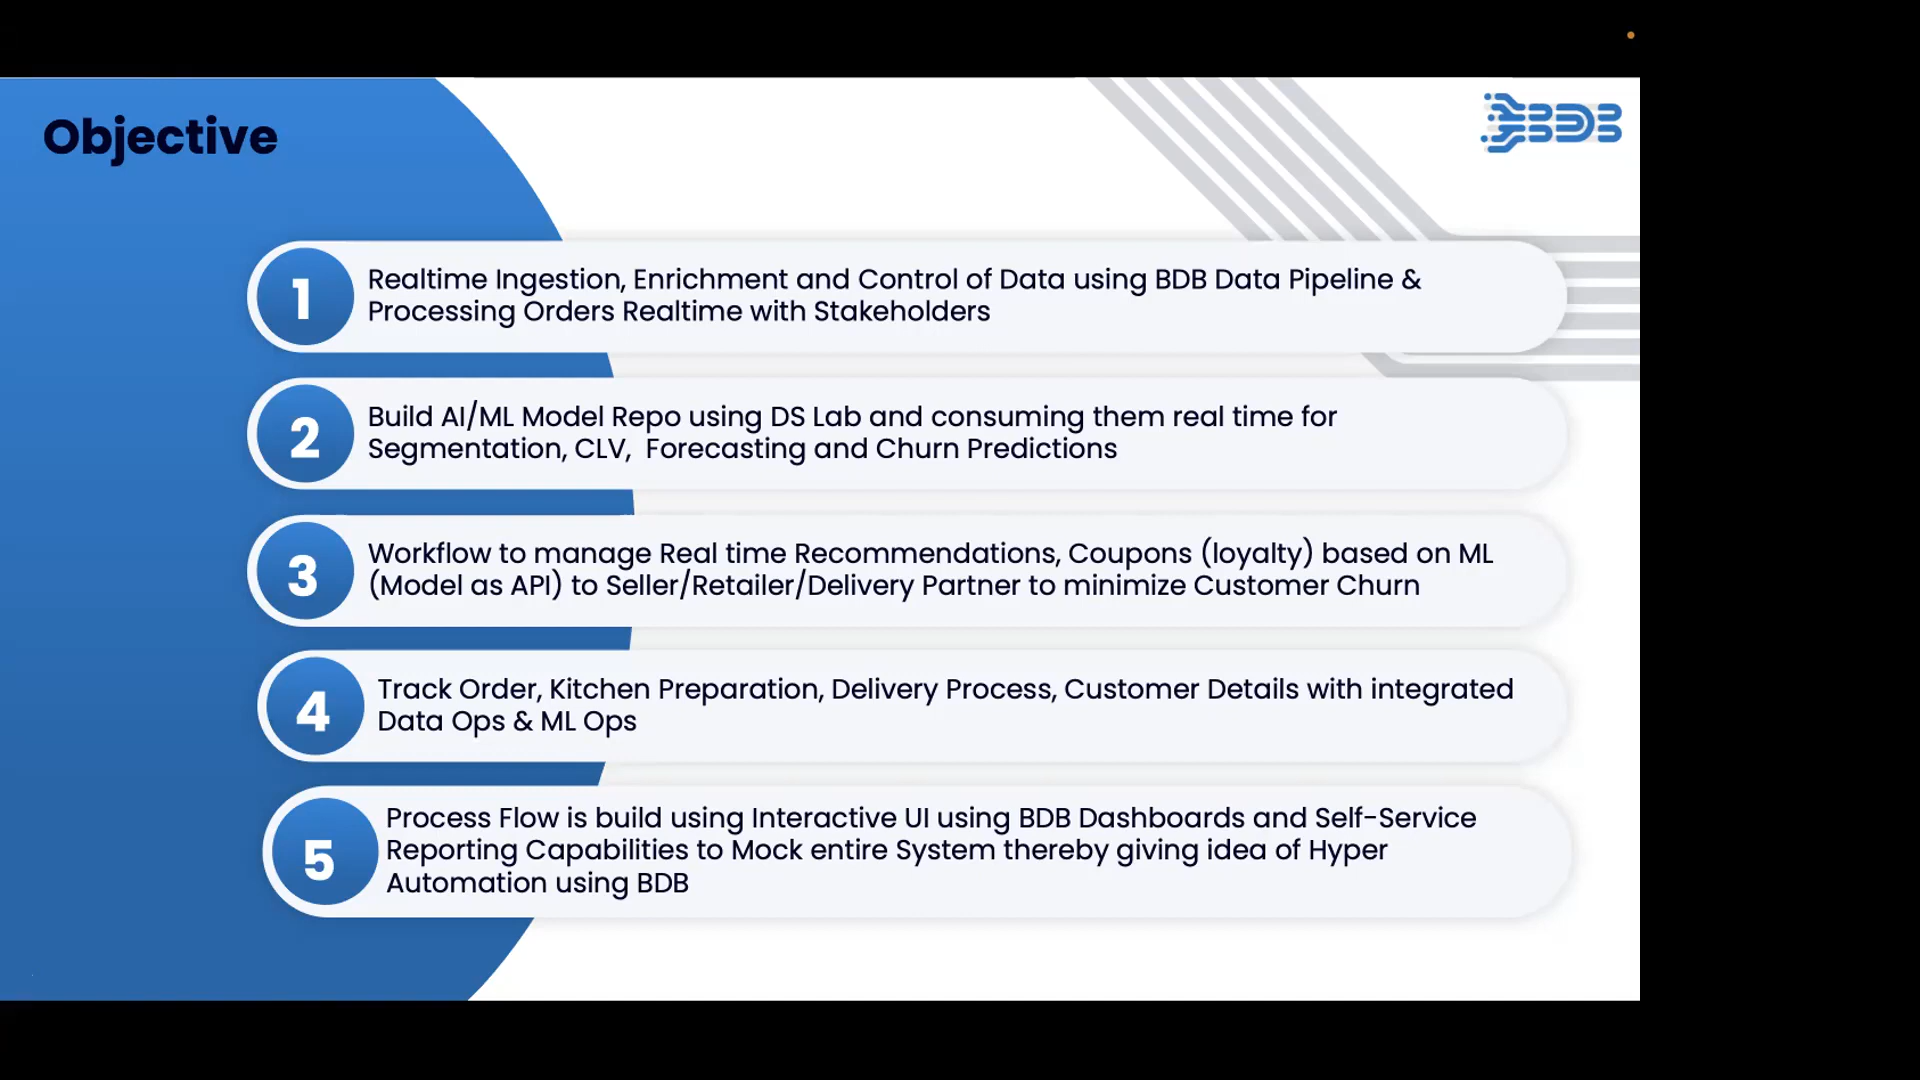 Objective
BDB
1
Realtime Ingestion, Enrichment and Control of Data using BDB Data Pipeline &
Processing Orders Realtime with Stakeholders
2
Build AI/ML Model Repo using DS Lab and consuming them real time for
Segmentation, CLV,  Forecasting and Churn Predictions
3
Workflow to manage Real time Recommendations, Coupons (loyalty) based on ML
(Model as API) to Seller/Retailer/Delivery Partner to minimize Customer Churn
4
Track Order, Kitchen Preparation, Delivery Process, Customer Details with integrated
Data Ops & ML Ops
5
Process Flow is build using Interactive UI using BDB Dashboards and Self-Service
Reporting Capabilities to Mock entire System thereby giving idea of Hyper
Automation using BDB